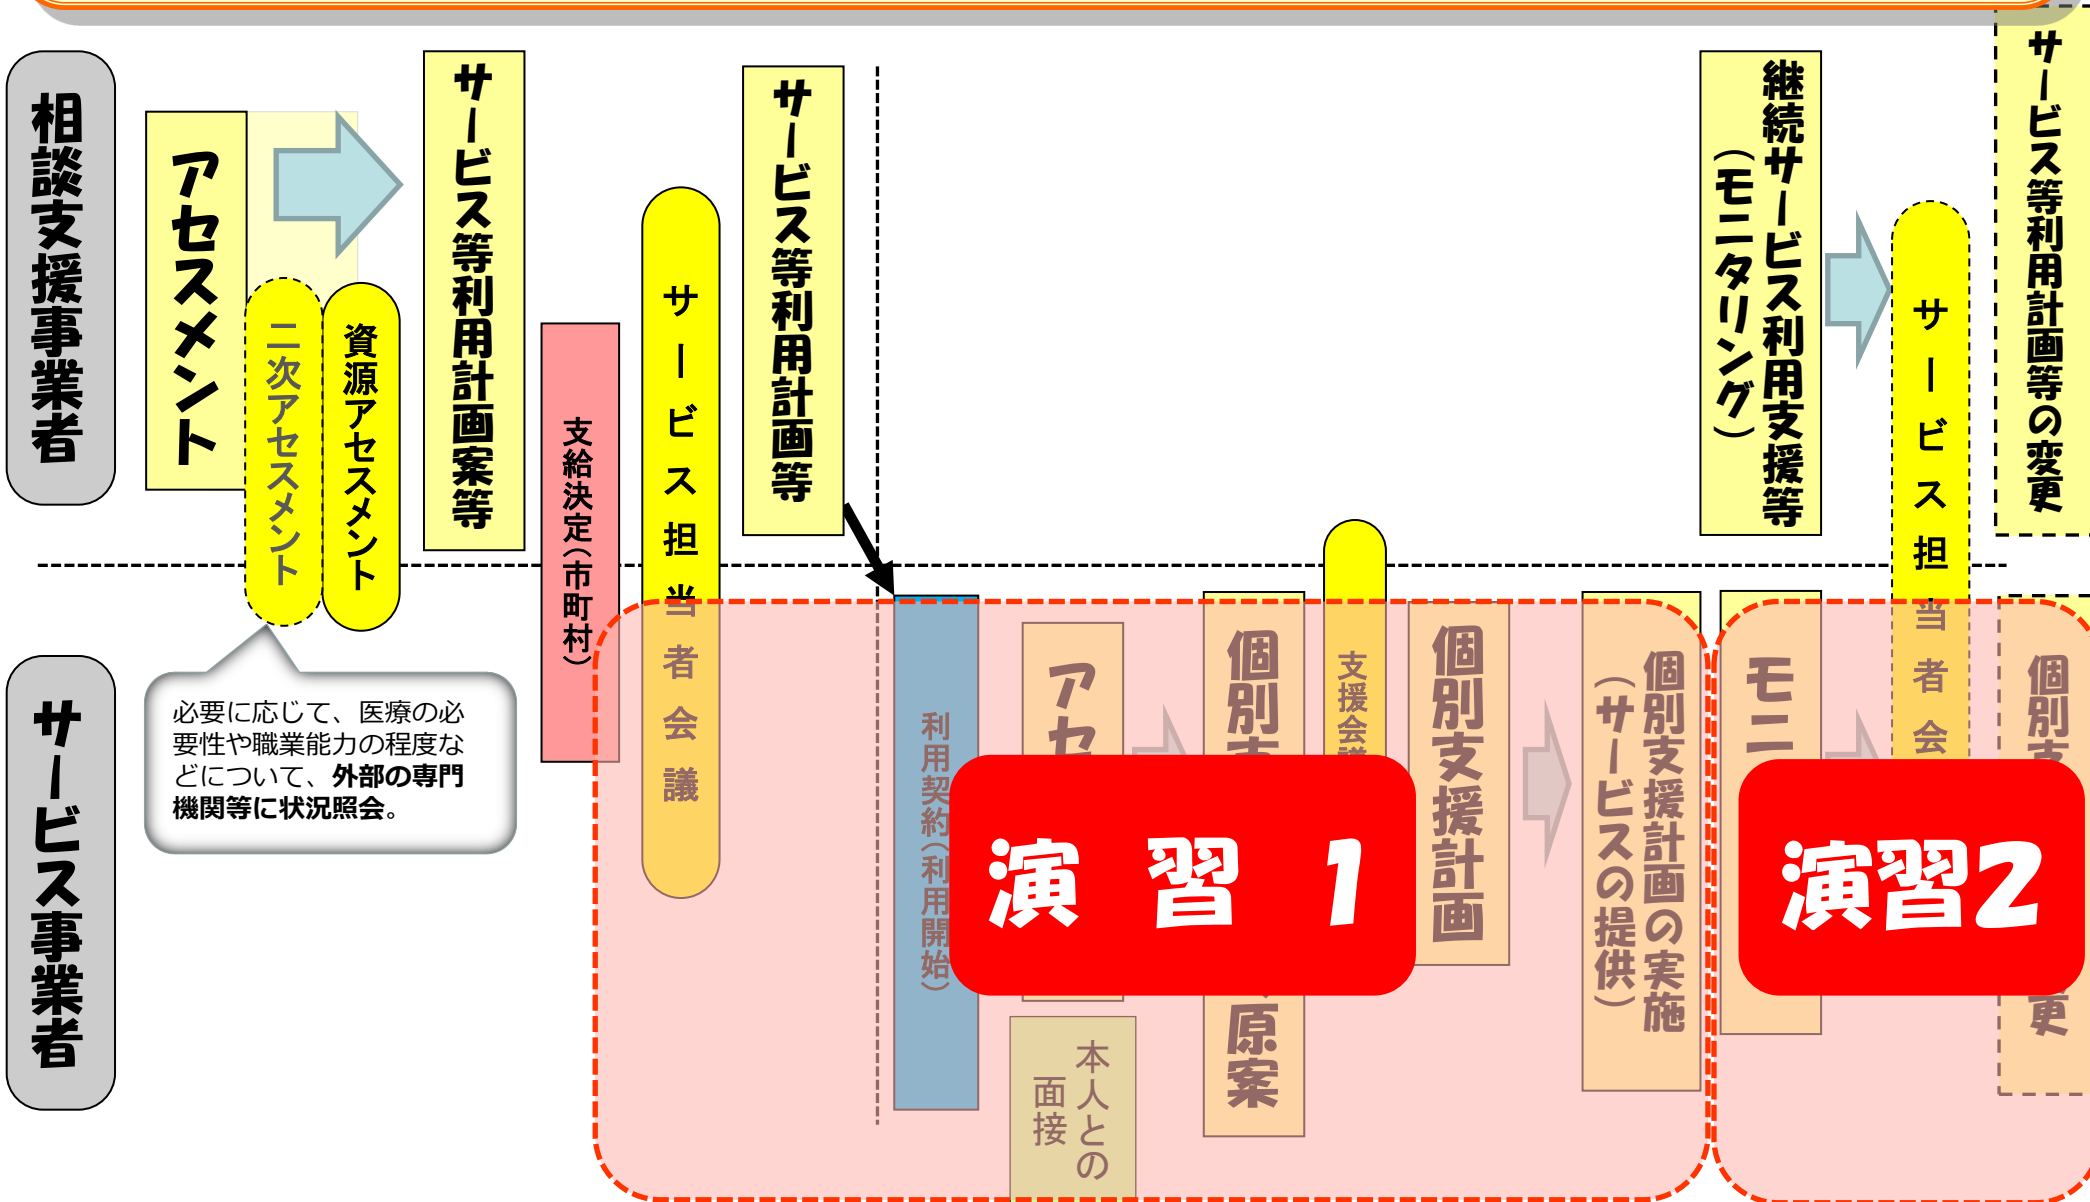 相談支援事業者
アセスメント
二次アセスメント
資源アセスメント
サービス等利用計画案等
支給決定（市町村）
サービス担当者会議
サービス等利用計画等
継続サービス利用支援等
（モニタリング）
サービス担当者会
サービス等利用計画等の変更
サービス事業者
必要に応じて、医療の必
要性や職業能力の程度な
どについて、外部の専門
機関等に状況照会。
利用契約（利用開始）
アセ
本人との
面接
個別支
原案
支援会議
個別支援計画
個別支援計画の実施
（サービスの提供）
モニ
個別支
更
演 習 1
演習2